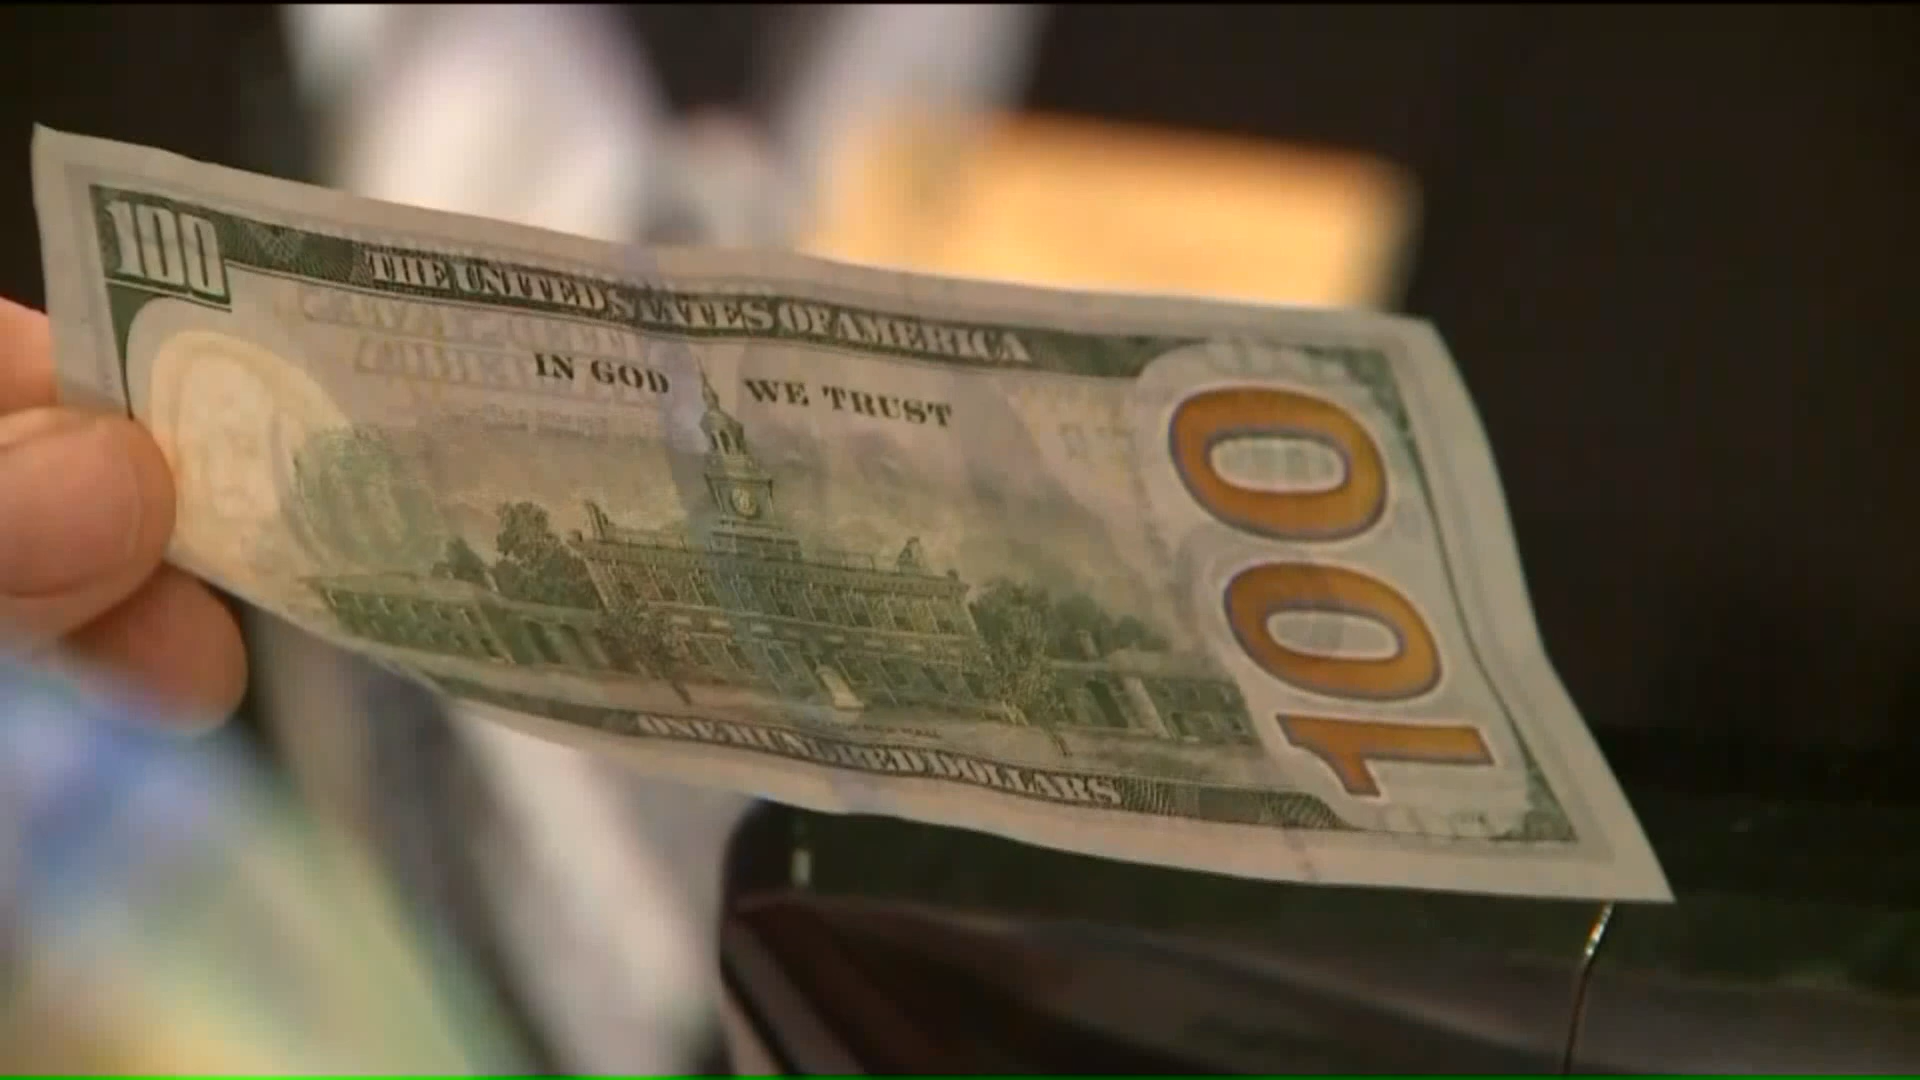 100
THE UNITED STATES OF AMERICA
IN GOD WE TRUST
100
ONE HUNDRED DOLLARS